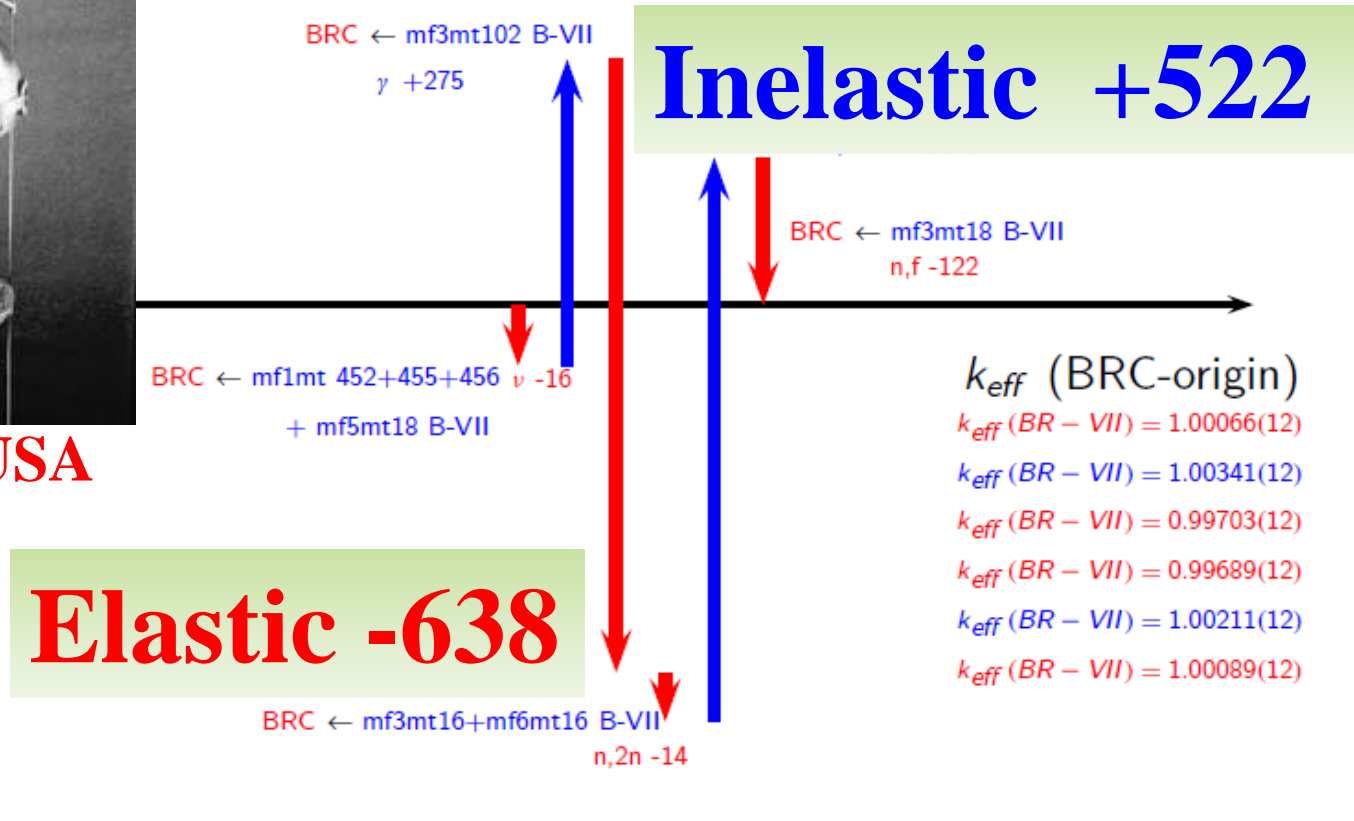 BRC ← mf3mt102 B-VII
γ +275
Inelastic +522
BRC ← mf3mt18 B-VII
n,f -122
BRC ← mf1mt 452+455+456 ν -16
+ mf5mt18 B-VII
USA
k_eff (BRC-origin)
k_eff (BR − VII) = 1.00066(12)
k_eff (BR − VII) = 1.00341(12)
k_eff (BR − VII) = 0.99703(12)
k_eff (BR − VII) = 0.99689(12)
k_eff (BR − VII) = 1.00211(12)
k_eff (BR − VII) = 1.00089(12)
Elastic -638
BRC ← mf3mt16+mf6mt16 B-VII
n,2n -14